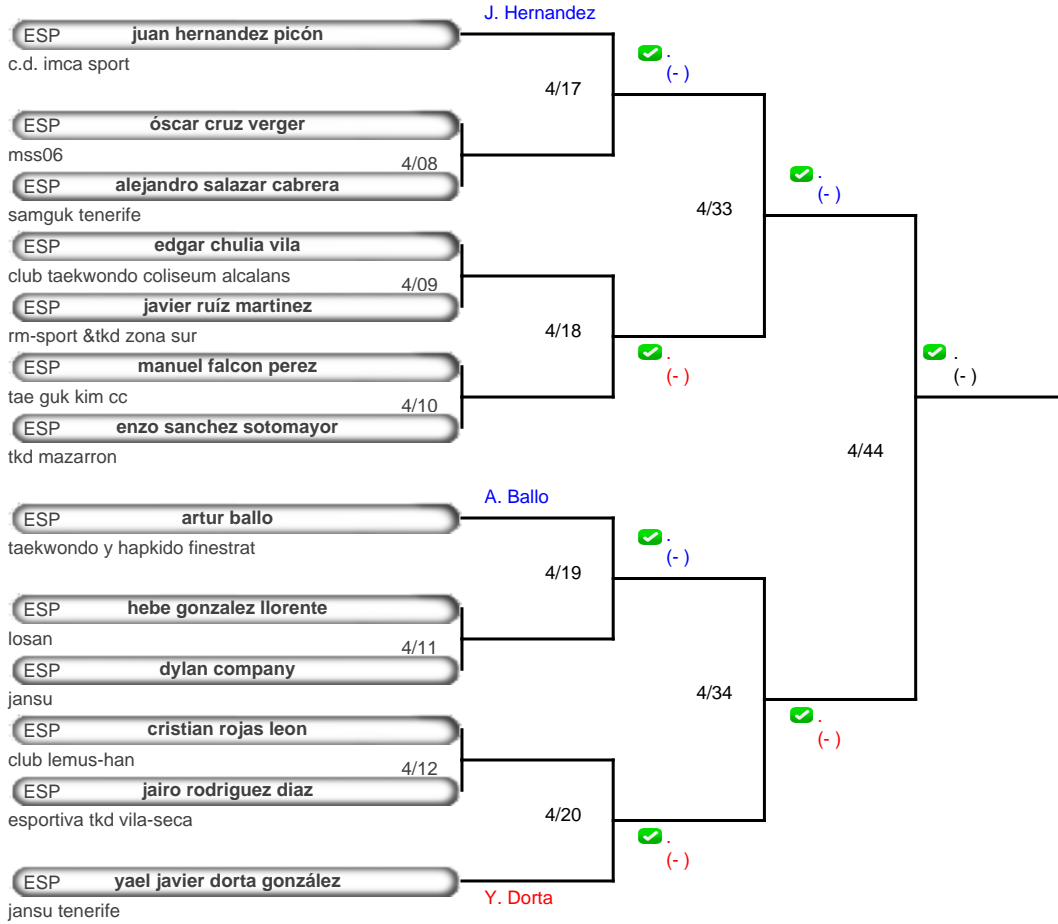 J. Hernandez
ESP juan hernandez picón
c.d. imca sport
.
(- )
4/17
ESP óscar cruz verger
mss06
4/08
ESP alejandro salazar cabrera
samguk tenerife
.
(- )
4/33
ESP edgar chulia vila
club taekwondo coliseum alcalans
4/09
ESP javier ruíz martinez
rm-sport &tkd zona sur
4/18
ESP manuel falcon perez
tae guk kim cc
.
(- )
.
(- )
4/10
ESP enzo sanchez sotomayor
tkd mazarron
4/44
A. Ballo
ESP artur ballo
taekwondo y hapkido finestrat
.
(- )
4/19
ESP hebe gonzalez llorente
losan
4/11
ESP dylan company
jansu
4/34
ESP cristian rojas leon
club lemus-han
.
(- )
4/12
ESP jairo rodriguez diaz
esportiva tkd vila-seca
4/20
.
(- )
ESP yael javier dorta gonzález
Y. Dorta
jansu tenerife